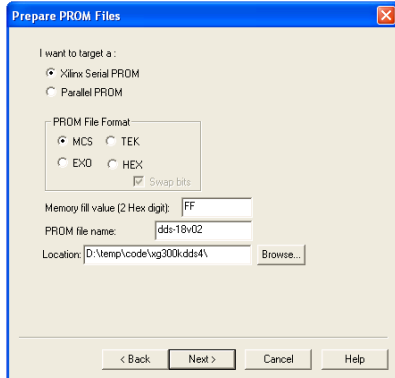 Prepare PROM Files
I want to target a :
Xilinx Serial PROM
Parallel PROM
PROM File Format
MCS TEK
EXO HEX
Swap bits
Memory fill value (2 Hex digit): FF
PROM file name: dds-18v02
Location: D:\temp\code\xg300kdds4\ Browse...
< Back Next > Cancel Help